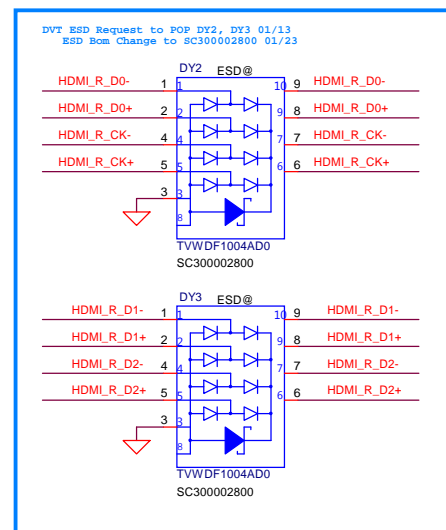 DVT ESD Request to POP DY2, DY3 01/13
ESD Bom Change to SC300002800 01/23
DY2 ESD@
HDMI_R_D0- 1 1 10 9 HDMI_R_D0-
HDMI_R_D0+ 2 2 9 8 HDMI_R_D0+
HDMI_R_CK- 4 4 7 7 HDMI_R_CK-
HDMI_R_CK+ 5 5 6 6 HDMI_R_CK+
3 3
8
TVWDF1004AD0
SC300002800
DY3 ESD@
HDMI_R_D1- 1 1 10 9 HDMI_R_D1-
HDMI_R_D1+ 2 2 9 8 HDMI_R_D1+
HDMI_R_D2- 4 4 7 7 HDMI_R_D2-
HDMI_R_D2+ 5 5 6 6 HDMI_R_D2+
3 3
8
TVWDF1004AD0
SC300002800